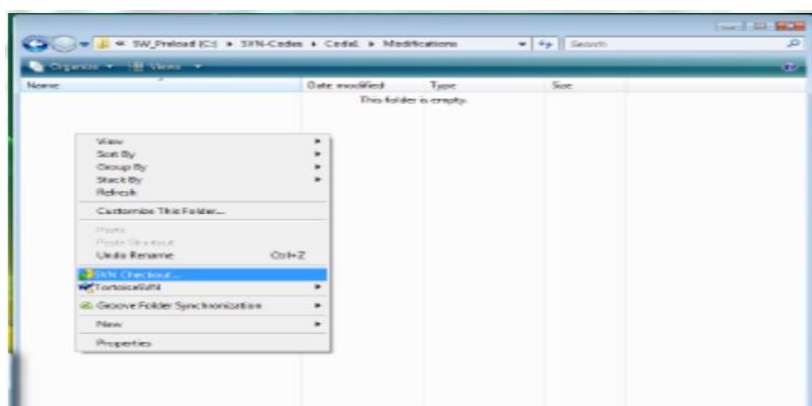 SW_Preload (C:) ▸ SVN-Codes ▸ Code1 ▸ Modifications
Search
Organize Views
Name Date modified Type Size
This folder is empty.
View
Sort By
Group By
Stack By
Refresh
Customize This Folder...
Paste
Paste Shortcut
Undo Rename Ctrl+Z
SVN Checkout...
TortoiseSVN
Groove Folder Synchronization
New
Properties